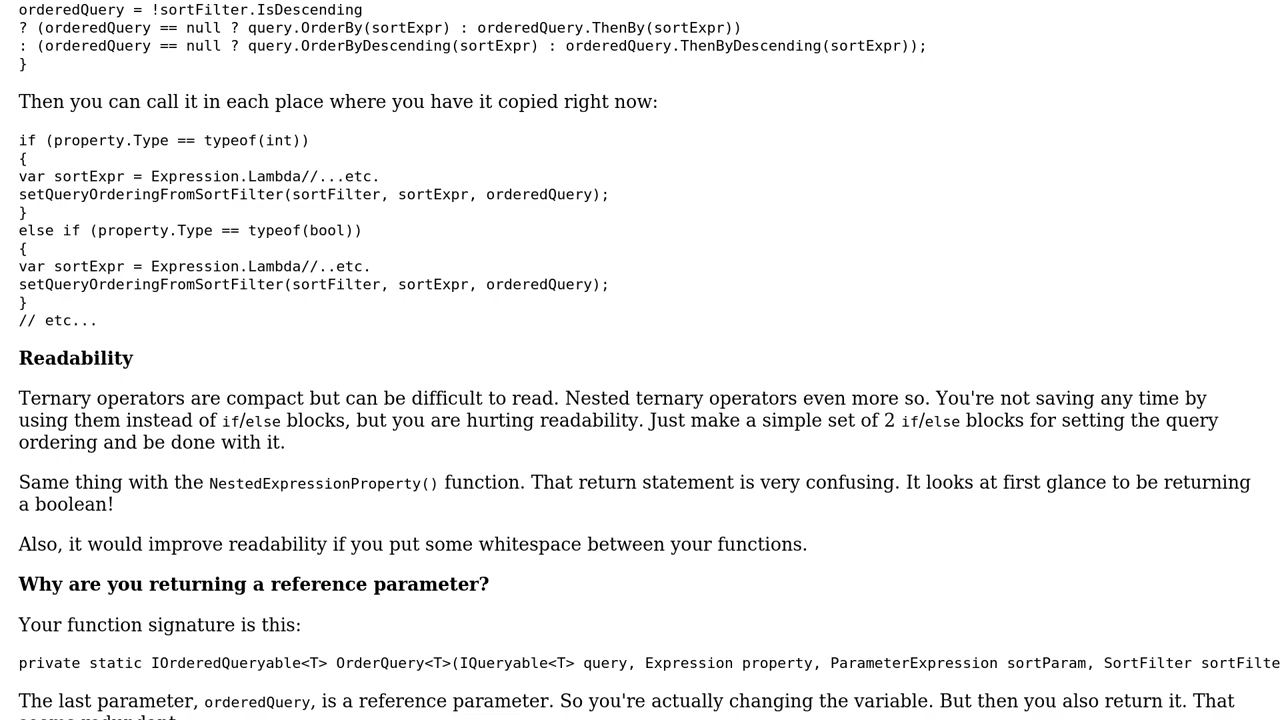 orderedQuery = !sortFilter.IsDescending
? (orderedQuery == null ? query.OrderBy(sortExpr) : orderedQuery.ThenBy(sortExpr))
: (orderedQuery == null ? query.OrderByDescending(sortExpr) : orderedQuery.ThenByDescending(sortExpr));
}
Then you can call it in each place where you have it copied right now:
if (property.Type == typeof(int))
{
var sortExpr = Expression.Lambda//...etc.
setQueryOrderingFromSortFilter(sortFilter, sortExpr, orderedQuery);
}
else if (property.Type == typeof(bool))
{
var sortExpr = Expression.Lambda//..etc.
setQueryOrderingFromSortFilter(sortFilter, sortExpr, orderedQuery);
}
// etc...
Readability
Ternary operators are compact but can be difficult to read. Nested ternary operators even more so. You're not saving any time by
using them instead of if/else blocks, but you are hurting readability. Just make a simple set of 2 if/else blocks for setting the query
ordering and be done with it.
Same thing with the NestedExpressionProperty() function. That return statement is very confusing. It looks at first glance to be returning
a boolean!
Also, it would improve readability if you put some whitespace between your functions.
Why are you returning a reference parameter?
Your function signature is this:
private static IOrderedQueryable<T> OrderQuery<T>(IQueryable<T> query, Expression property, ParameterExpression sortParam, SortFilter sortFilte
The last parameter, orderedQuery, is a reference parameter. So you're actually changing the variable. But then you also return it. That